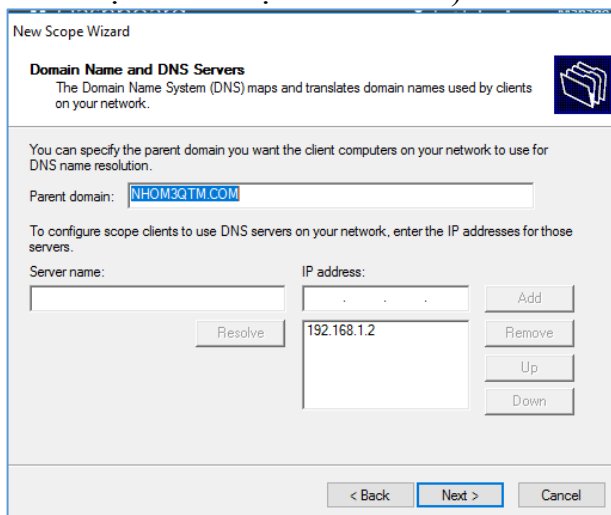 New Scope Wizard
Domain Name and DNS Servers
The Domain Name System (DNS) maps and translates domain names used by clients
on your network.
You can specify the parent domain you want the client computers on your network to use for
DNS name resolution.
Parent domain: NHOM3QTM.COM
To configure scope clients to use DNS servers on your network, enter the IP addresses for those
servers.
Server name: IP address:
. . . Add
Resolve 192.168.1.2 Remove
Up
Down
< Back Next > Cancel